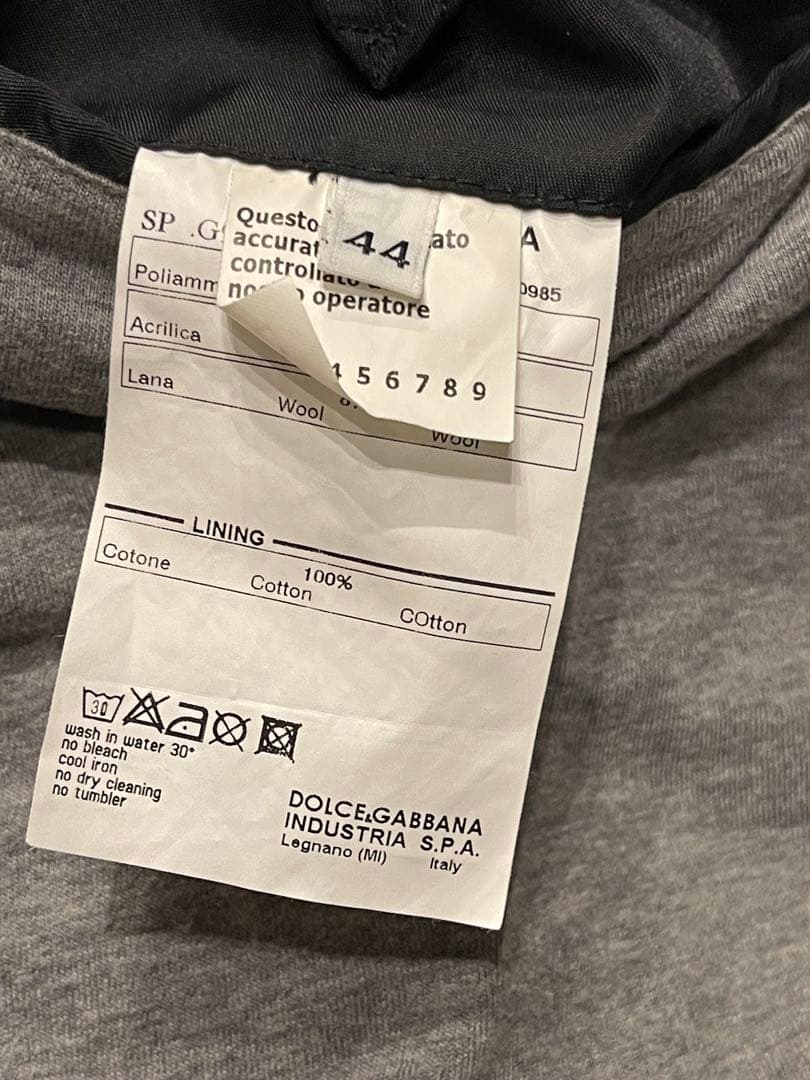 SP .G
A
Questo
ato
accurat
controllato
operatore
44
0985
4 5 6 7 8 9
Poliamm
Acrilica
Lana
Wool
Wool
LINING
Cotone 100%
Cotton COtton
30
wash in water 30°
no bleach
cool iron
no dry cleaning
no tumbler
DOLCE&GABBANA
INDUSTRIA S.P.A.
Legnano (MI) Italy